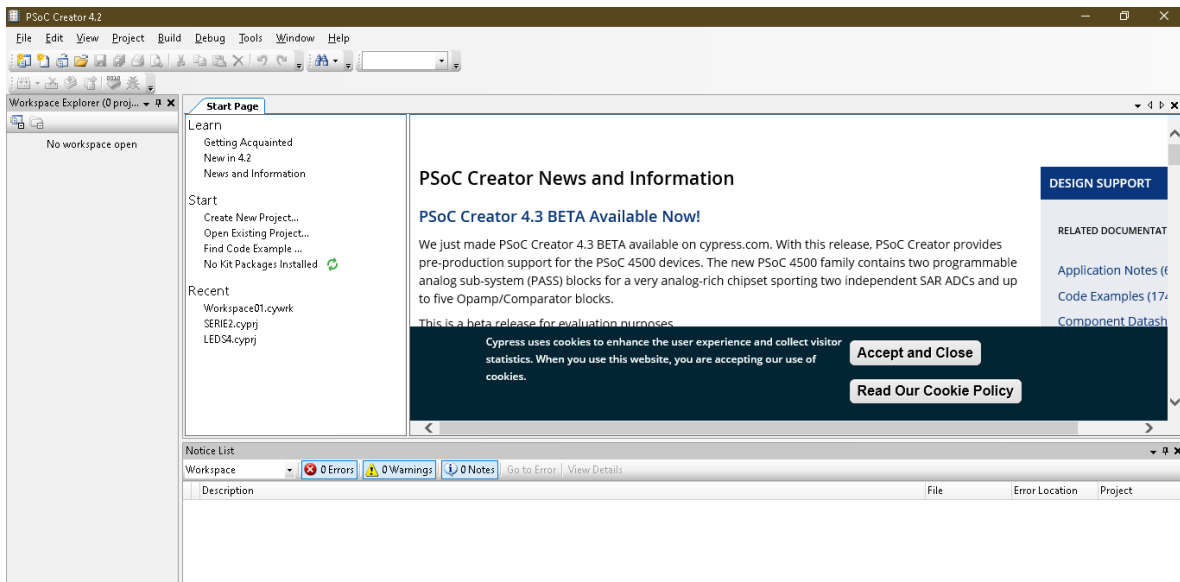 PSoC Creator 4.2
File Edit View Project Build Debug Tools Window Help
Workspace Explorer (0 proj...
No workspace open
Start Page
Learn
Getting Acquainted
New in 4.2
News and Information
Start
Create New Project...
Open Existing Project...
Find Code Example ...
No Kit Packages Installed
Recent
Workspace01.cywrk
SERIE2.cyprj
LEDS4.cyprj
PSoC Creator News and Information
PSoC Creator 4.3 BETA Available Now!
We just made PSoC Creator 4.3 BETA available on cypress.com. With this release, PSoC Creator provides
pre-production support for the PSoC 4500 devices. The new PSoC 4500 family contains two programmable
analog sub-system (PASS) blocks for a very analog-rich chipset sporting two independent SAR ADCs and up
to five Opamp/Comparator blocks.
This is a beta release for evaluation purposes
DESIGN SUPPORT
RELATED DOCUMENTAT
Application Notes (6
Code Examples (174
Component Datash
Cypress uses cookies to enhance the user experience and collect visitor
statistics. When you use this website, you are accepting our use of
cookies.
Accept and Close
Read Our Cookie Policy
Notice List
Workspace 0 Errors 0 Warnings 0 Notes Go to Error View Details
Description File Error Location Project